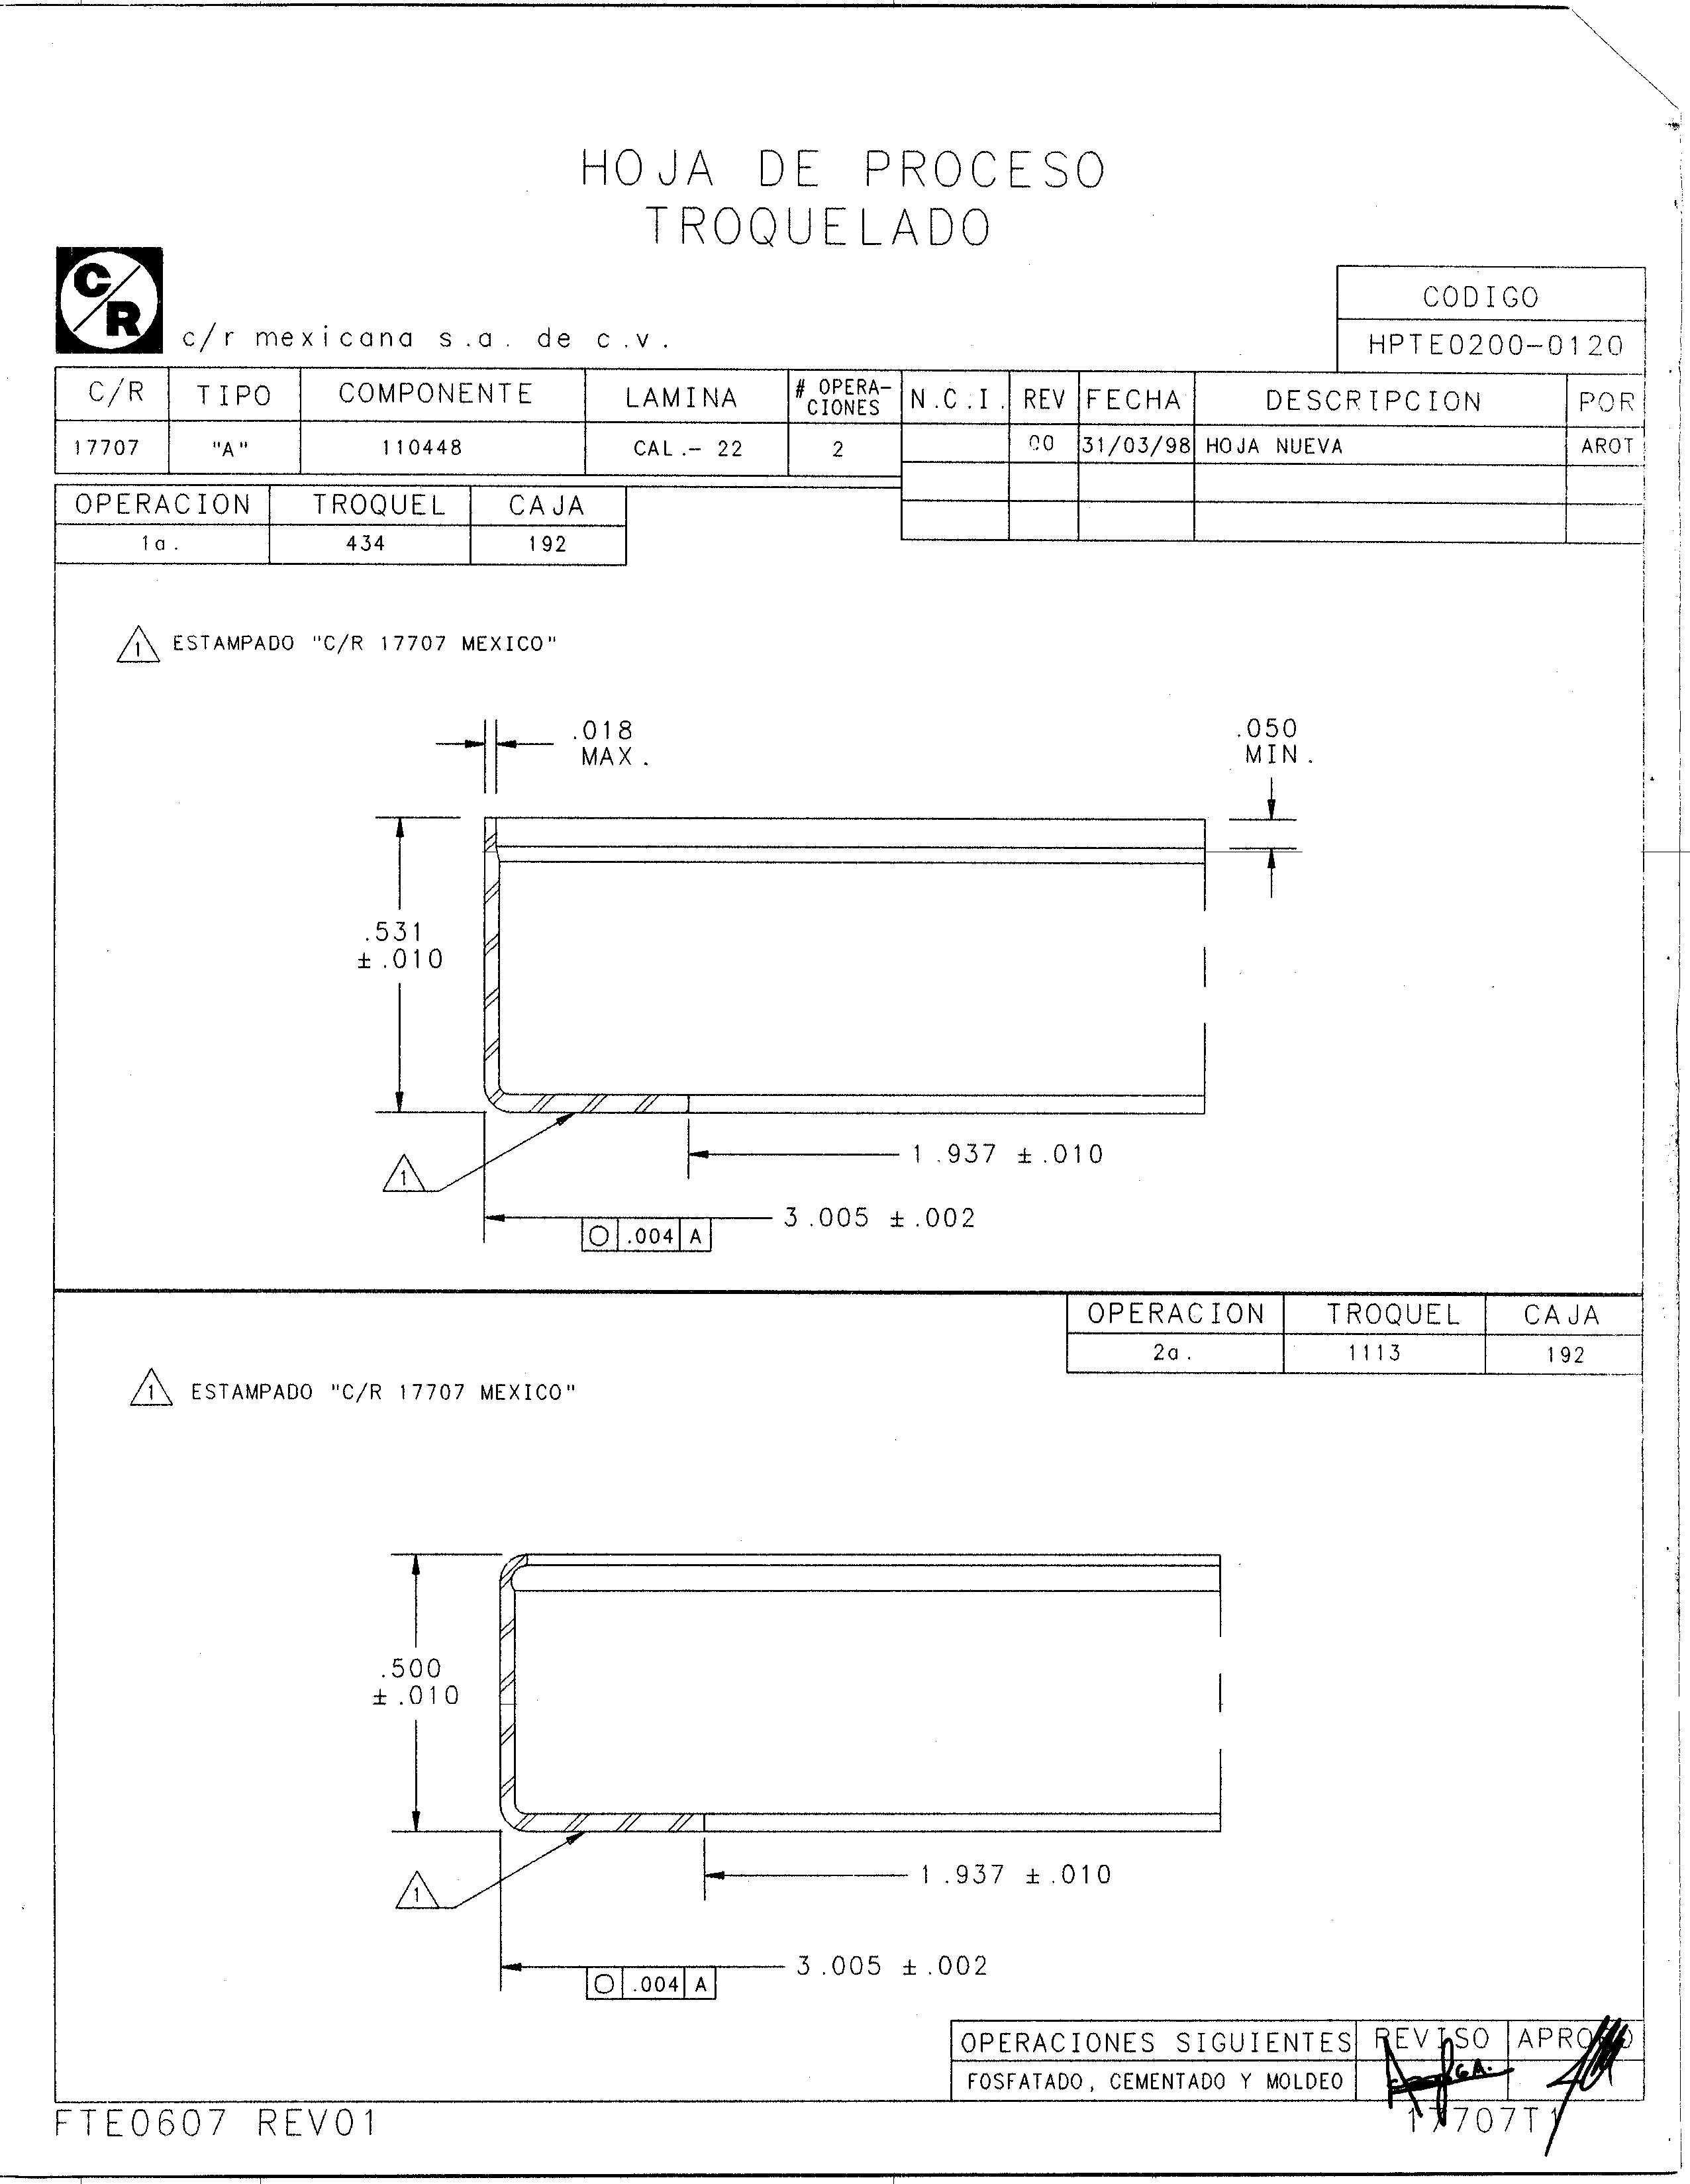 HOJA DE PROCESO
TROQUELADO
C/R
c/r mexicana s.a. de c.v.
CODIGO
HPTE0200-0120
C/R TIPO COMPONENTE LAMINA # OPERA-CIONES N.C.I. REV FECHA DESCRIPCION POR
17707 "A" 110448 CAL.- 22 2 00 31/03/98 HOJA NUEVA AROT
OPERACION TROQUEL CAJA
1a. 434 192
1 ESTAMPADO "C/R 17707 MEXICO"
.018
MAX.
.050
MIN.
.531
±.010
1.937 ±.010
1
3.005 ±.002
○ .004 A
OPERACION TROQUEL CAJA
2a. 1113 192
1 ESTAMPADO "C/R 17707 MEXICO"
.500
±.010
1.937 ±.010
1
3.005 ±.002
○ .004 A
OPERACIONES SIGUIENTES REVISO APROBO
FOSFATADO, CEMENTADO Y MOLDEO
FTE0607 REV01
17707T1